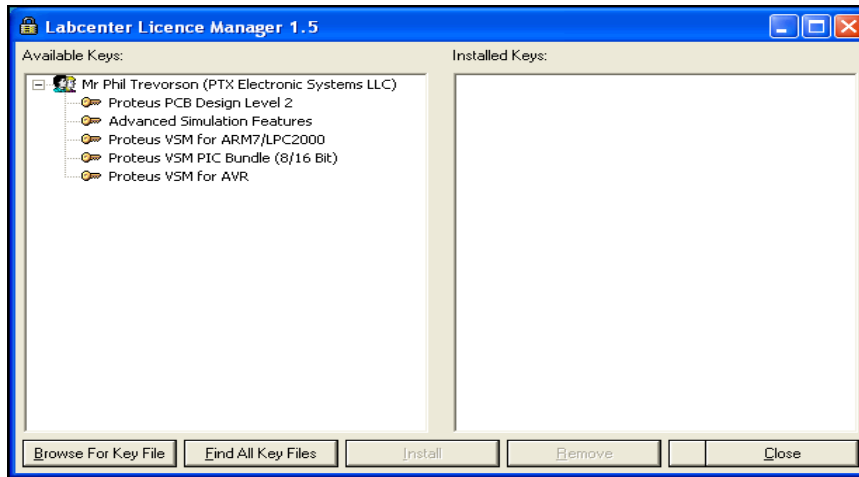 Labcenter Licence Manager 1.5
Available Keys:
Installed Keys:
Mr Phil Trevorson (PTX Electronic Systems LLC)
Proteus PCB Design Level 2
Advanced Simulation Features
Proteus VSM for ARM7/LPC2000
Proteus VSM PIC Bundle (8/16 Bit)
Proteus VSM for AVR
Browse For Key File
Find All Key Files
Install
Remove
Close